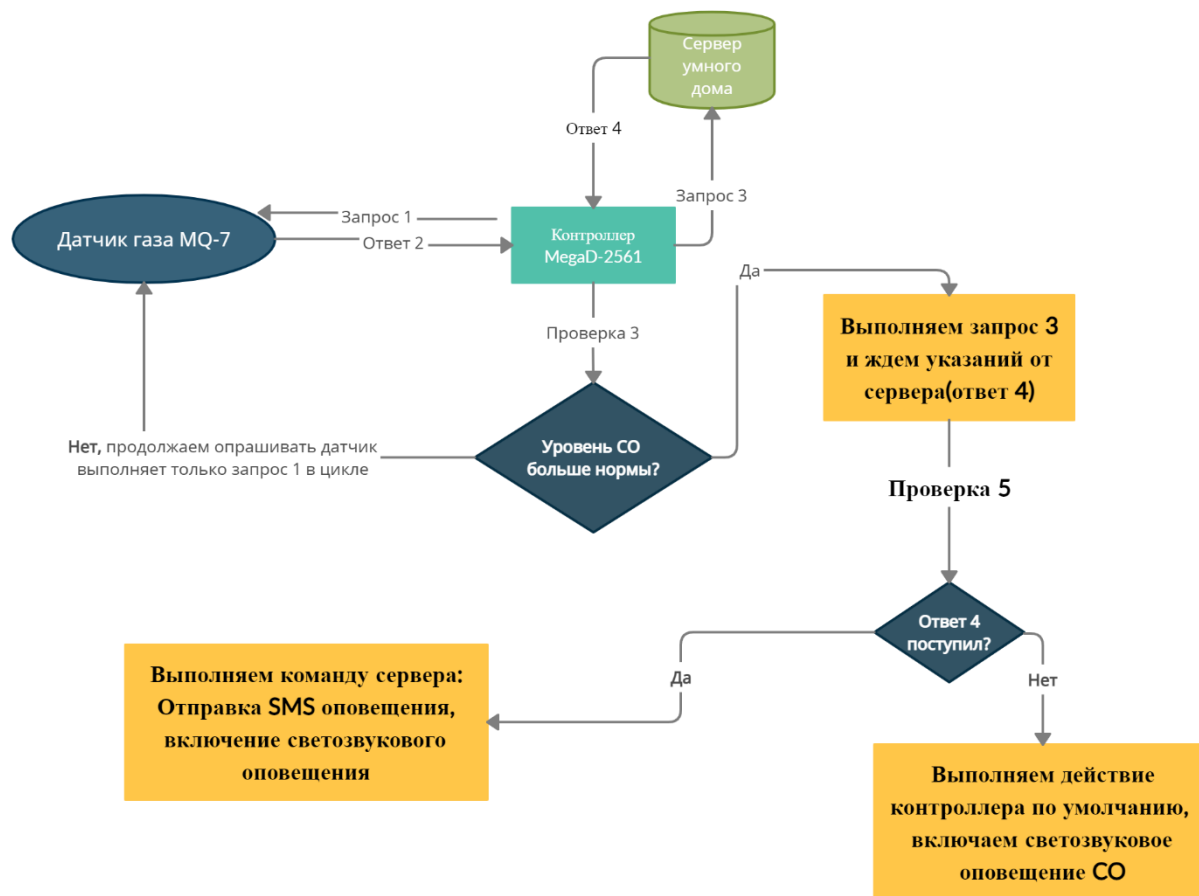 Сервер
умного
дома
Ответ 4
Запрос 3
Запрос 1
Датчик газа MQ-7
Ответ 2
Контроллер
MegaD-2561
Да
Проверка 3
Выполняем запрос 3
и ждем указаний от
сервера(ответ 4)
Нет, продолжаем опрашивать датчик
выполняет только запрос 1 в цикле
Уровень СО
больше нормы?
Проверка 5
Ответ 4
поступил?
Да
Нет
Выполняем команду сервера:
Отправка SMS оповещения,
включение светозвукового
оповещения
Выполняем действие
контроллера по умолчанию,
включаем светозвуковое
оповещение СО